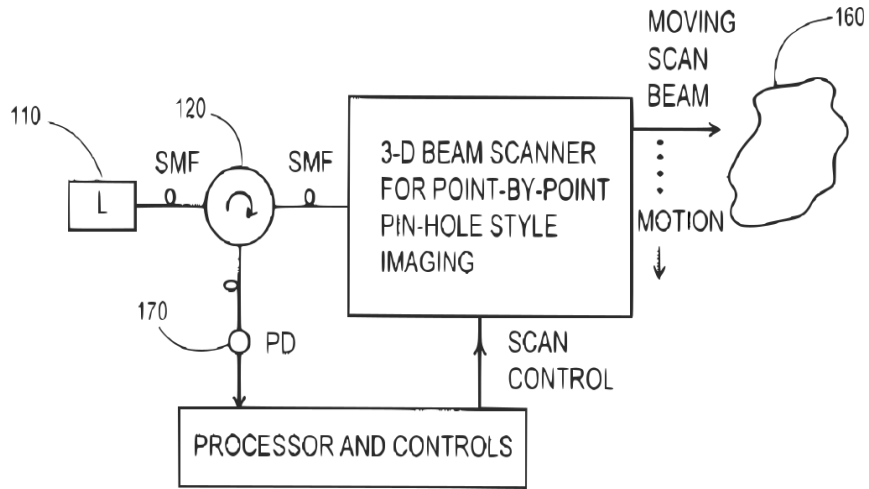 MOVING
SCAN
BEAM
160
110
120
SMF
SMF
L
3-D BEAM SCANNER
FOR POINT-BY-POINT
PIN-HOLE STYLE
IMAGING
MOTION
170
PD
SCAN
CONTROL
PROCESSOR AND CONTROLS